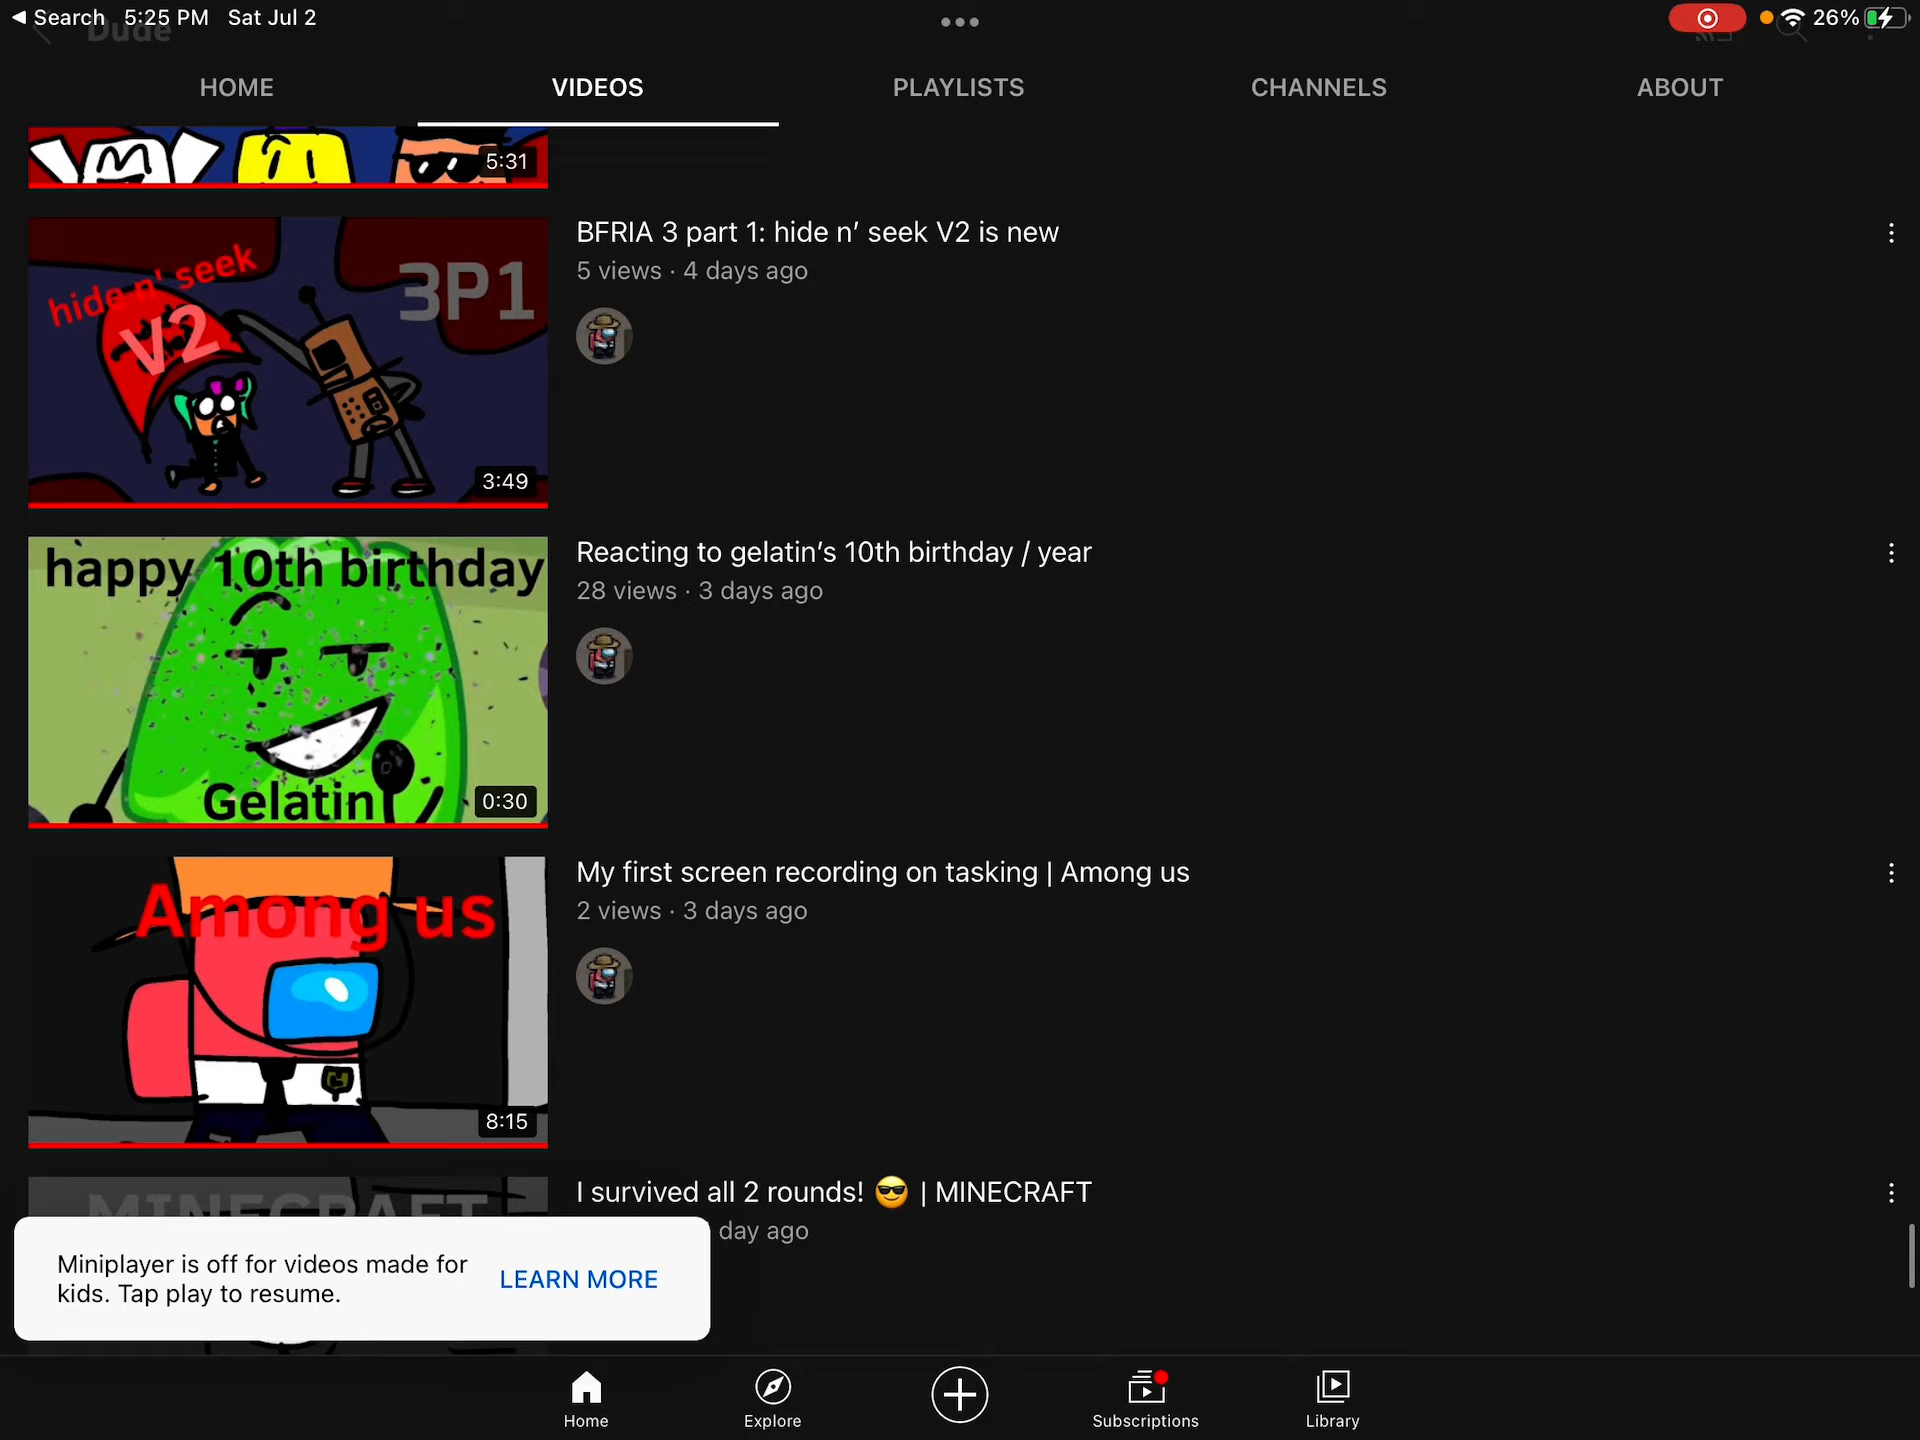 Search 5:25 PM Sat Jul 2
26%
Dude
HOME VIDEOS PLAYLISTS CHANNELS ABOUT
5:31
hide n' seek
V2
3P1
3:49
BFRIA 3 part 1: hide n’ seek V2 is new
5 views · 4 days ago
happy 10th birthday
Gelatin
0:30
Reacting to gelatin’s 10th birthday / year
28 views · 3 days ago
Among us
8:15
My first screen recording on tasking | Among us
2 views · 3 days ago
MINECRAFT
I survived all 2 rounds! 😎 | MINECRAFT
day ago
Miniplayer is off for videos made for
kids. Tap play to resume.
LEARN MORE
Home Explore Subscriptions Library